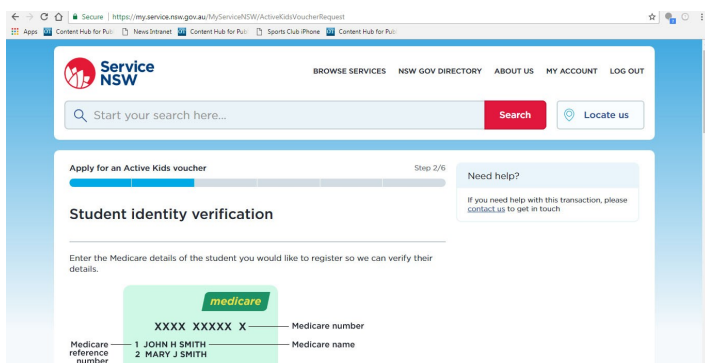 Secure | https://my.service.nsw.gov.au/MyServiceNSW/ActiveKidsVoucherRequest
Apps Content Hub for Pub News Intranet Content Hub for Pub Sports Club iPhone Content Hub for Pub
Service
NSW
BROWSE SERVICES NSW GOV DIRECTORY ABOUT US MY ACCOUNT LOG OUT
Start your search here...
Search
Locate us
Apply for an Active Kids voucher
Step 2/6
Need help?
If you need help with this transaction, please
contact us to get in touch
Student identity verification
Enter the Medicare details of the student you would like to register so we can verify their
details.
medicare
XXXX XXXXX X
Medicare number
Medicare
reference
number
1 JOHN H SMITH
2 MARY J SMITH
Medicare name